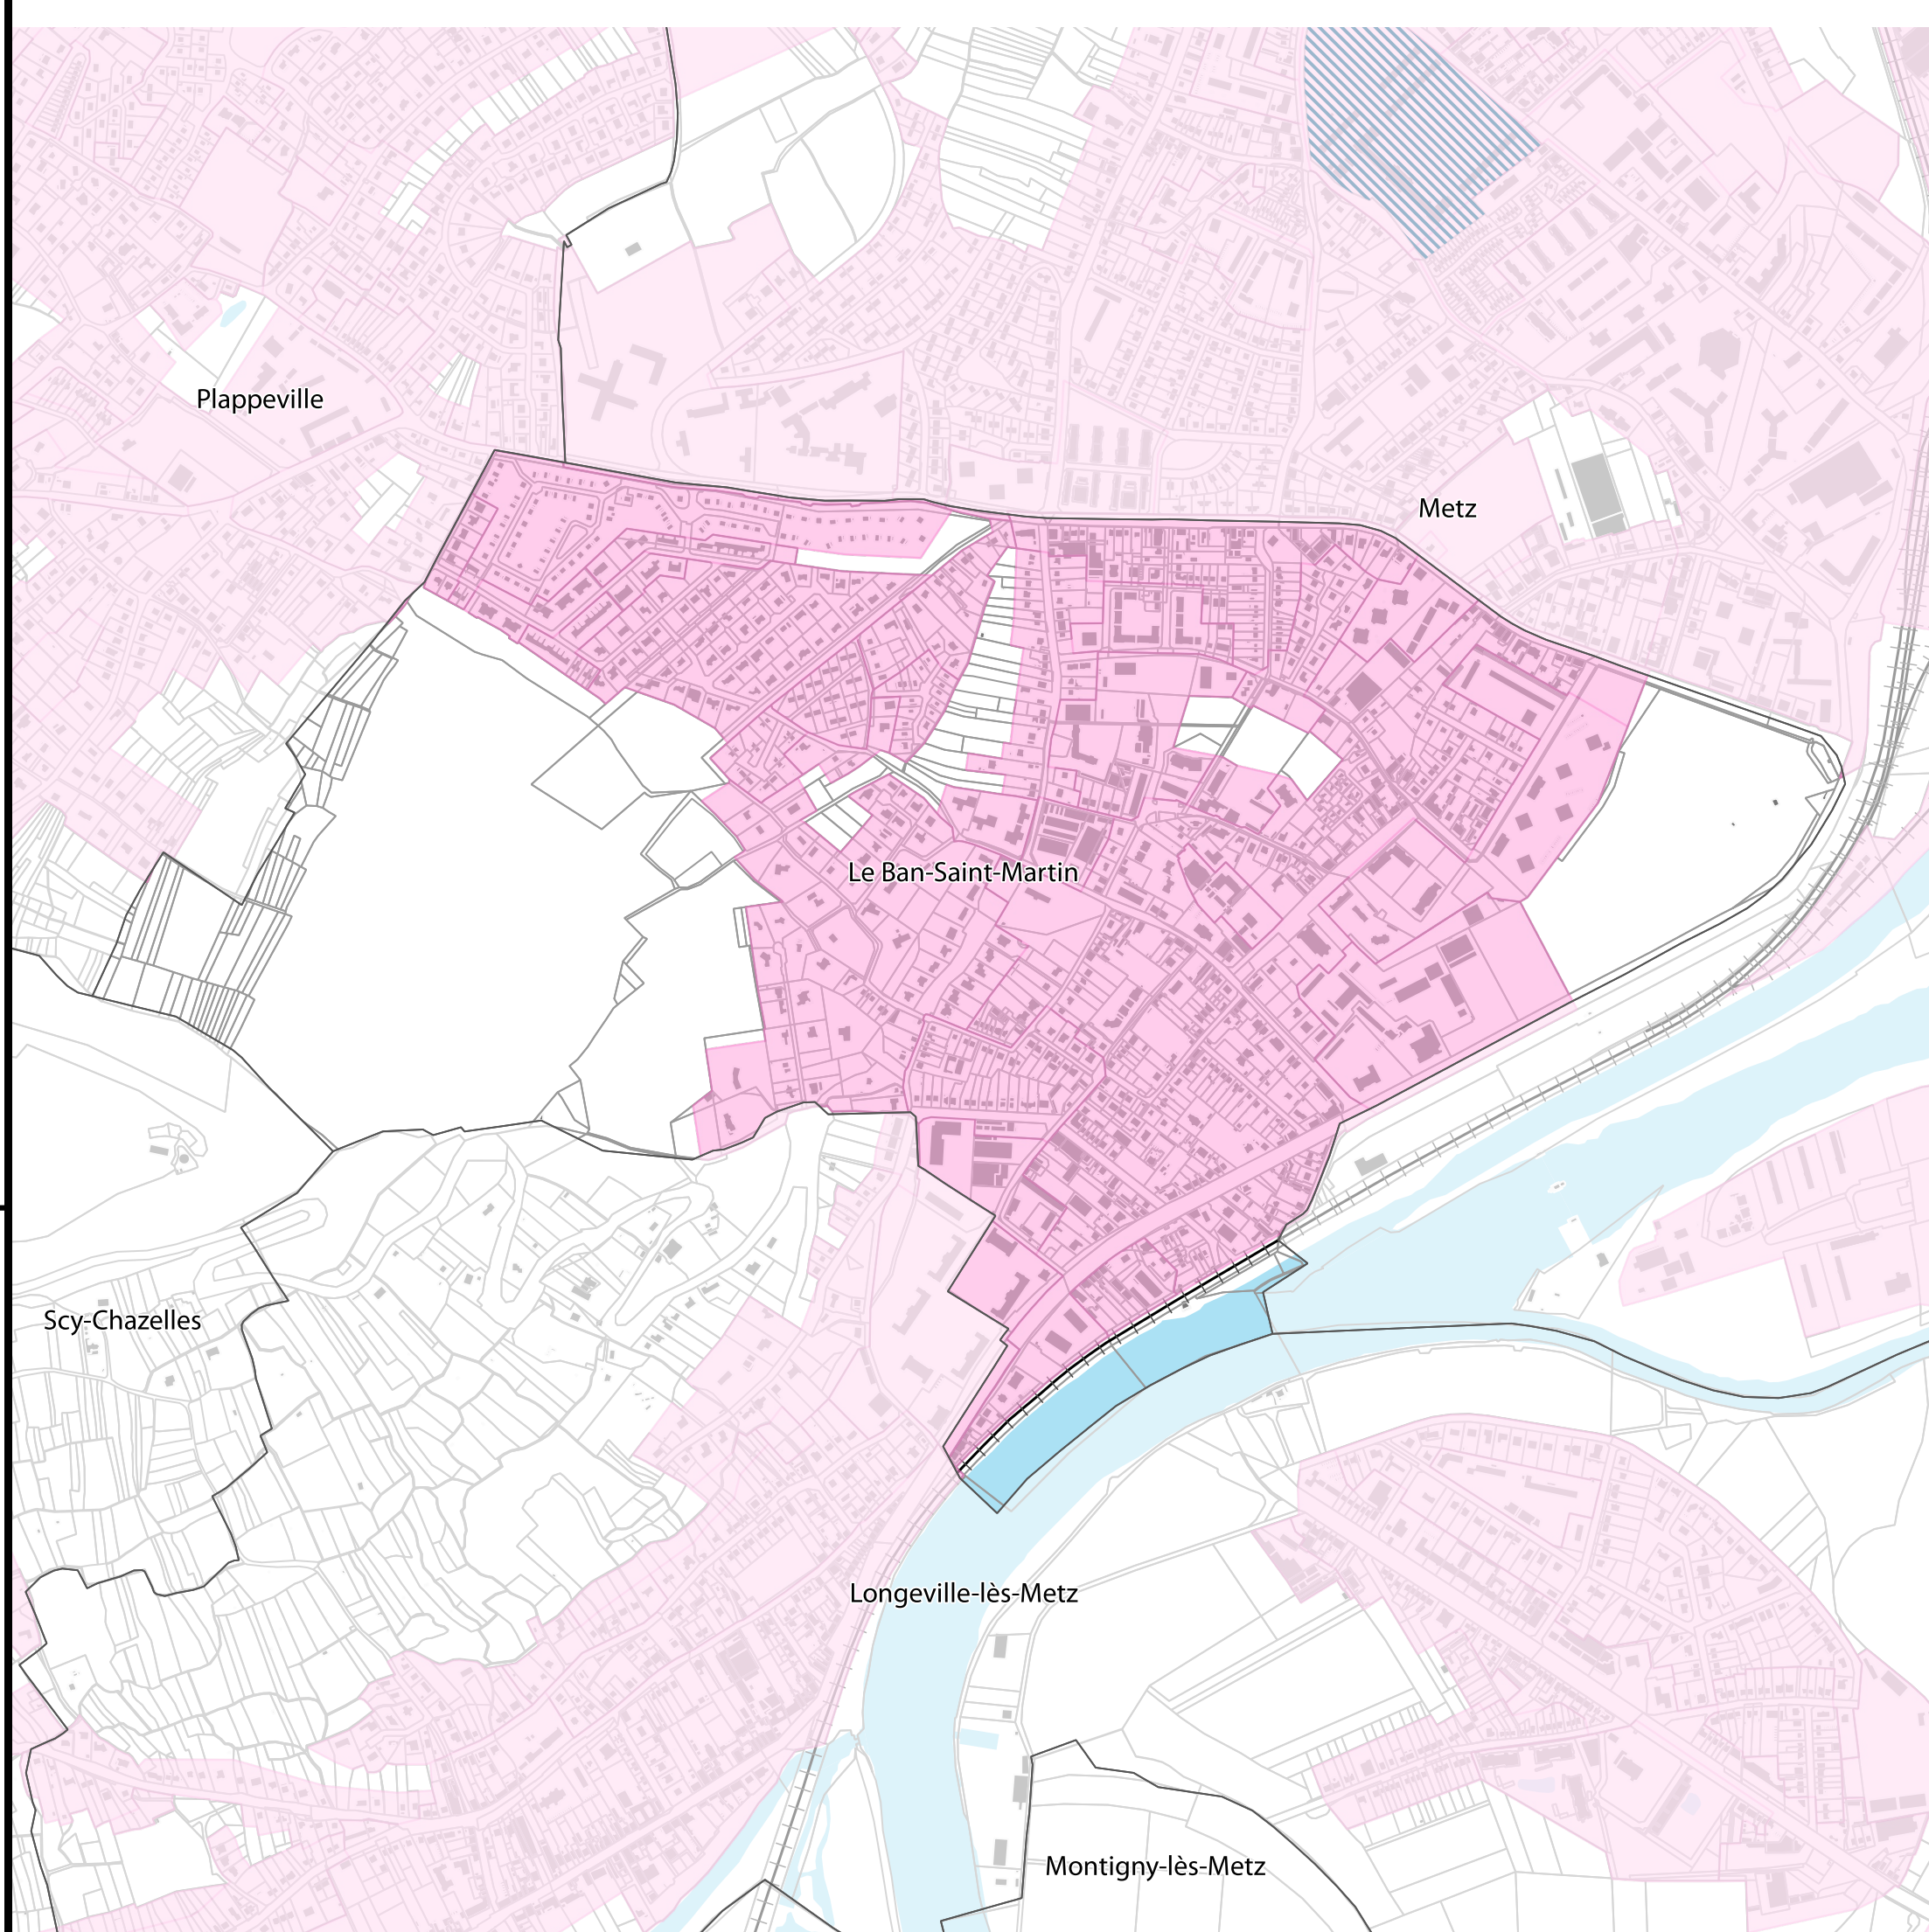 Plappeville
Metz
Le Ban-Saint-Martin
Scy-Chazelles
Longeville-lès-Metz
Montigny-lès-Metz